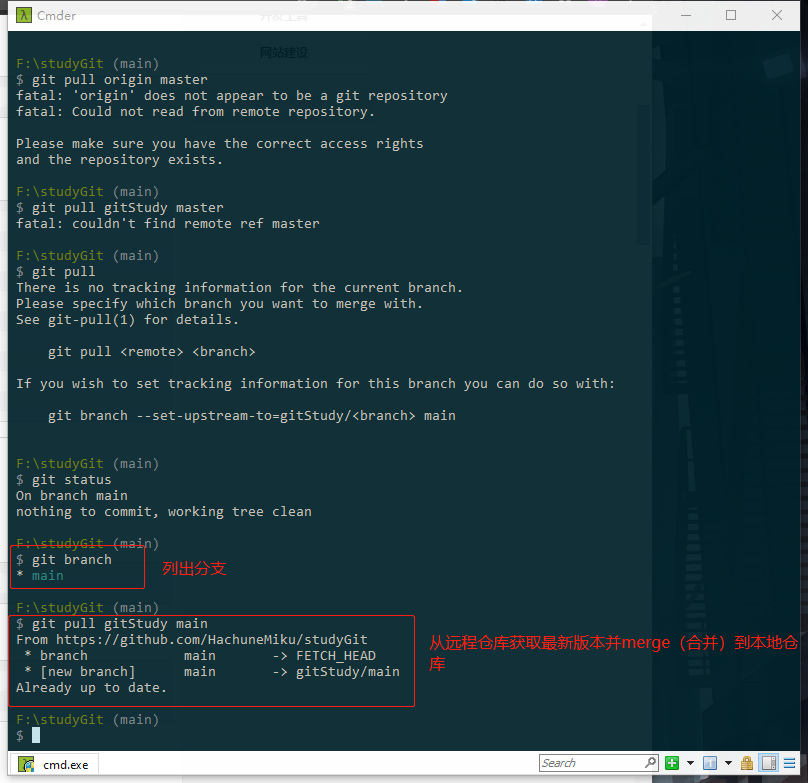 Cmder
开发工具
网站建设
F:\studyGit (main)
$ git pull origin master
fatal: 'origin' does not appear to be a git repository
fatal: Could not read from remote repository.
Please make sure you have the correct access rights
and the repository exists.
F:\studyGit (main)
$ git pull gitStudy master
fatal: couldn't find remote ref master
F:\studyGit (main)
$ git pull
There is no tracking information for the current branch.
Please specify which branch you want to merge with.
See git-pull(1) for details.
git pull <remote> <branch>
If you wish to set tracking information for this branch you can do so with:
git branch --set-upstream-to=gitStudy/<branch> main
F:\studyGit (main)
$ git status
On branch main
nothing to commit, working tree clean
F:\studyGit (main)
$ git branch
* main
列出分支
F:\studyGit (main)
$ git pull gitStudy main
From https://github.com/HachuneMiku/studyGit
* branch main -> FETCH_HEAD
* [new branch] main -> gitStudy/main
Already up to date.
从远程仓库获取最新版本并merge（合并）到本地仓
库
F:\studyGit (main)
$
cmd.exe
Search